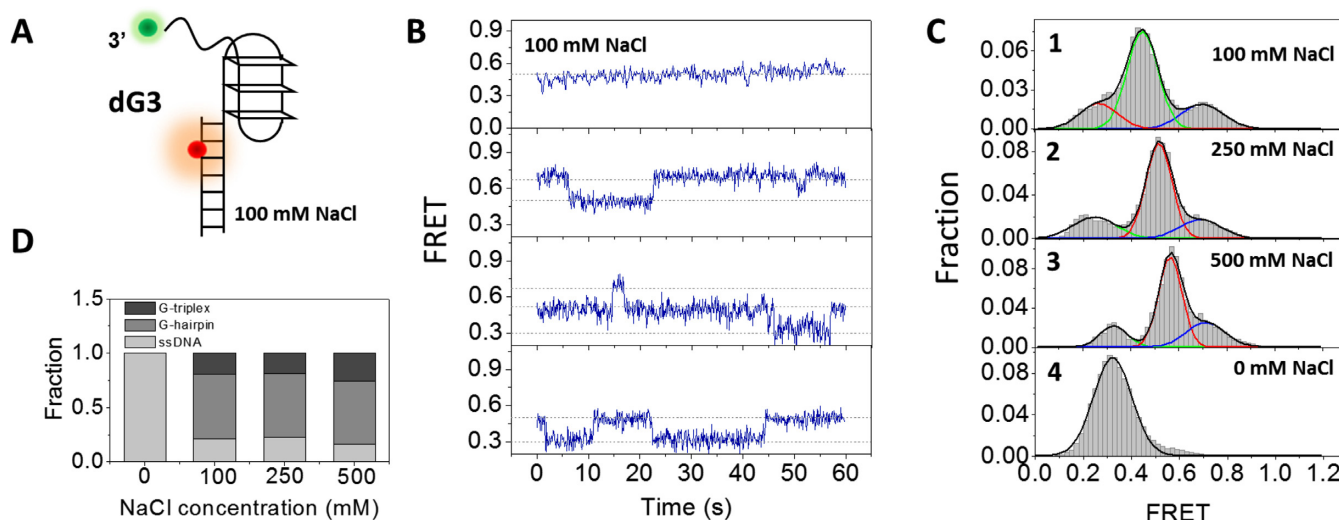 A
3’
dG3
100 mM NaCl
B
100 mM NaCl
0.9
0.6
0.3
0.0
0.9
0.6
0.3
0.9
0.6
0.3
0.9
0.6
0.3
0 10 20 30 40 50 60
Time (s)
FRET
C
1
100 mM NaCl
0.06
0.03
0.00
2
250 mM NaCl
0.08
0.04
0.00
3
500 mM NaCl
0.08
0.04
0.00
4
0 mM NaCl
0.08
0.04
0.00
0.0 0.2 0.4 0.6 0.8 1.0 1.2
FRET
Fraction
D
1.5
1.0
0.5
0.0
G-triplex
G-hairpin
ssDNA
0 100 250 500
NaCl concentration (mM)
Fraction